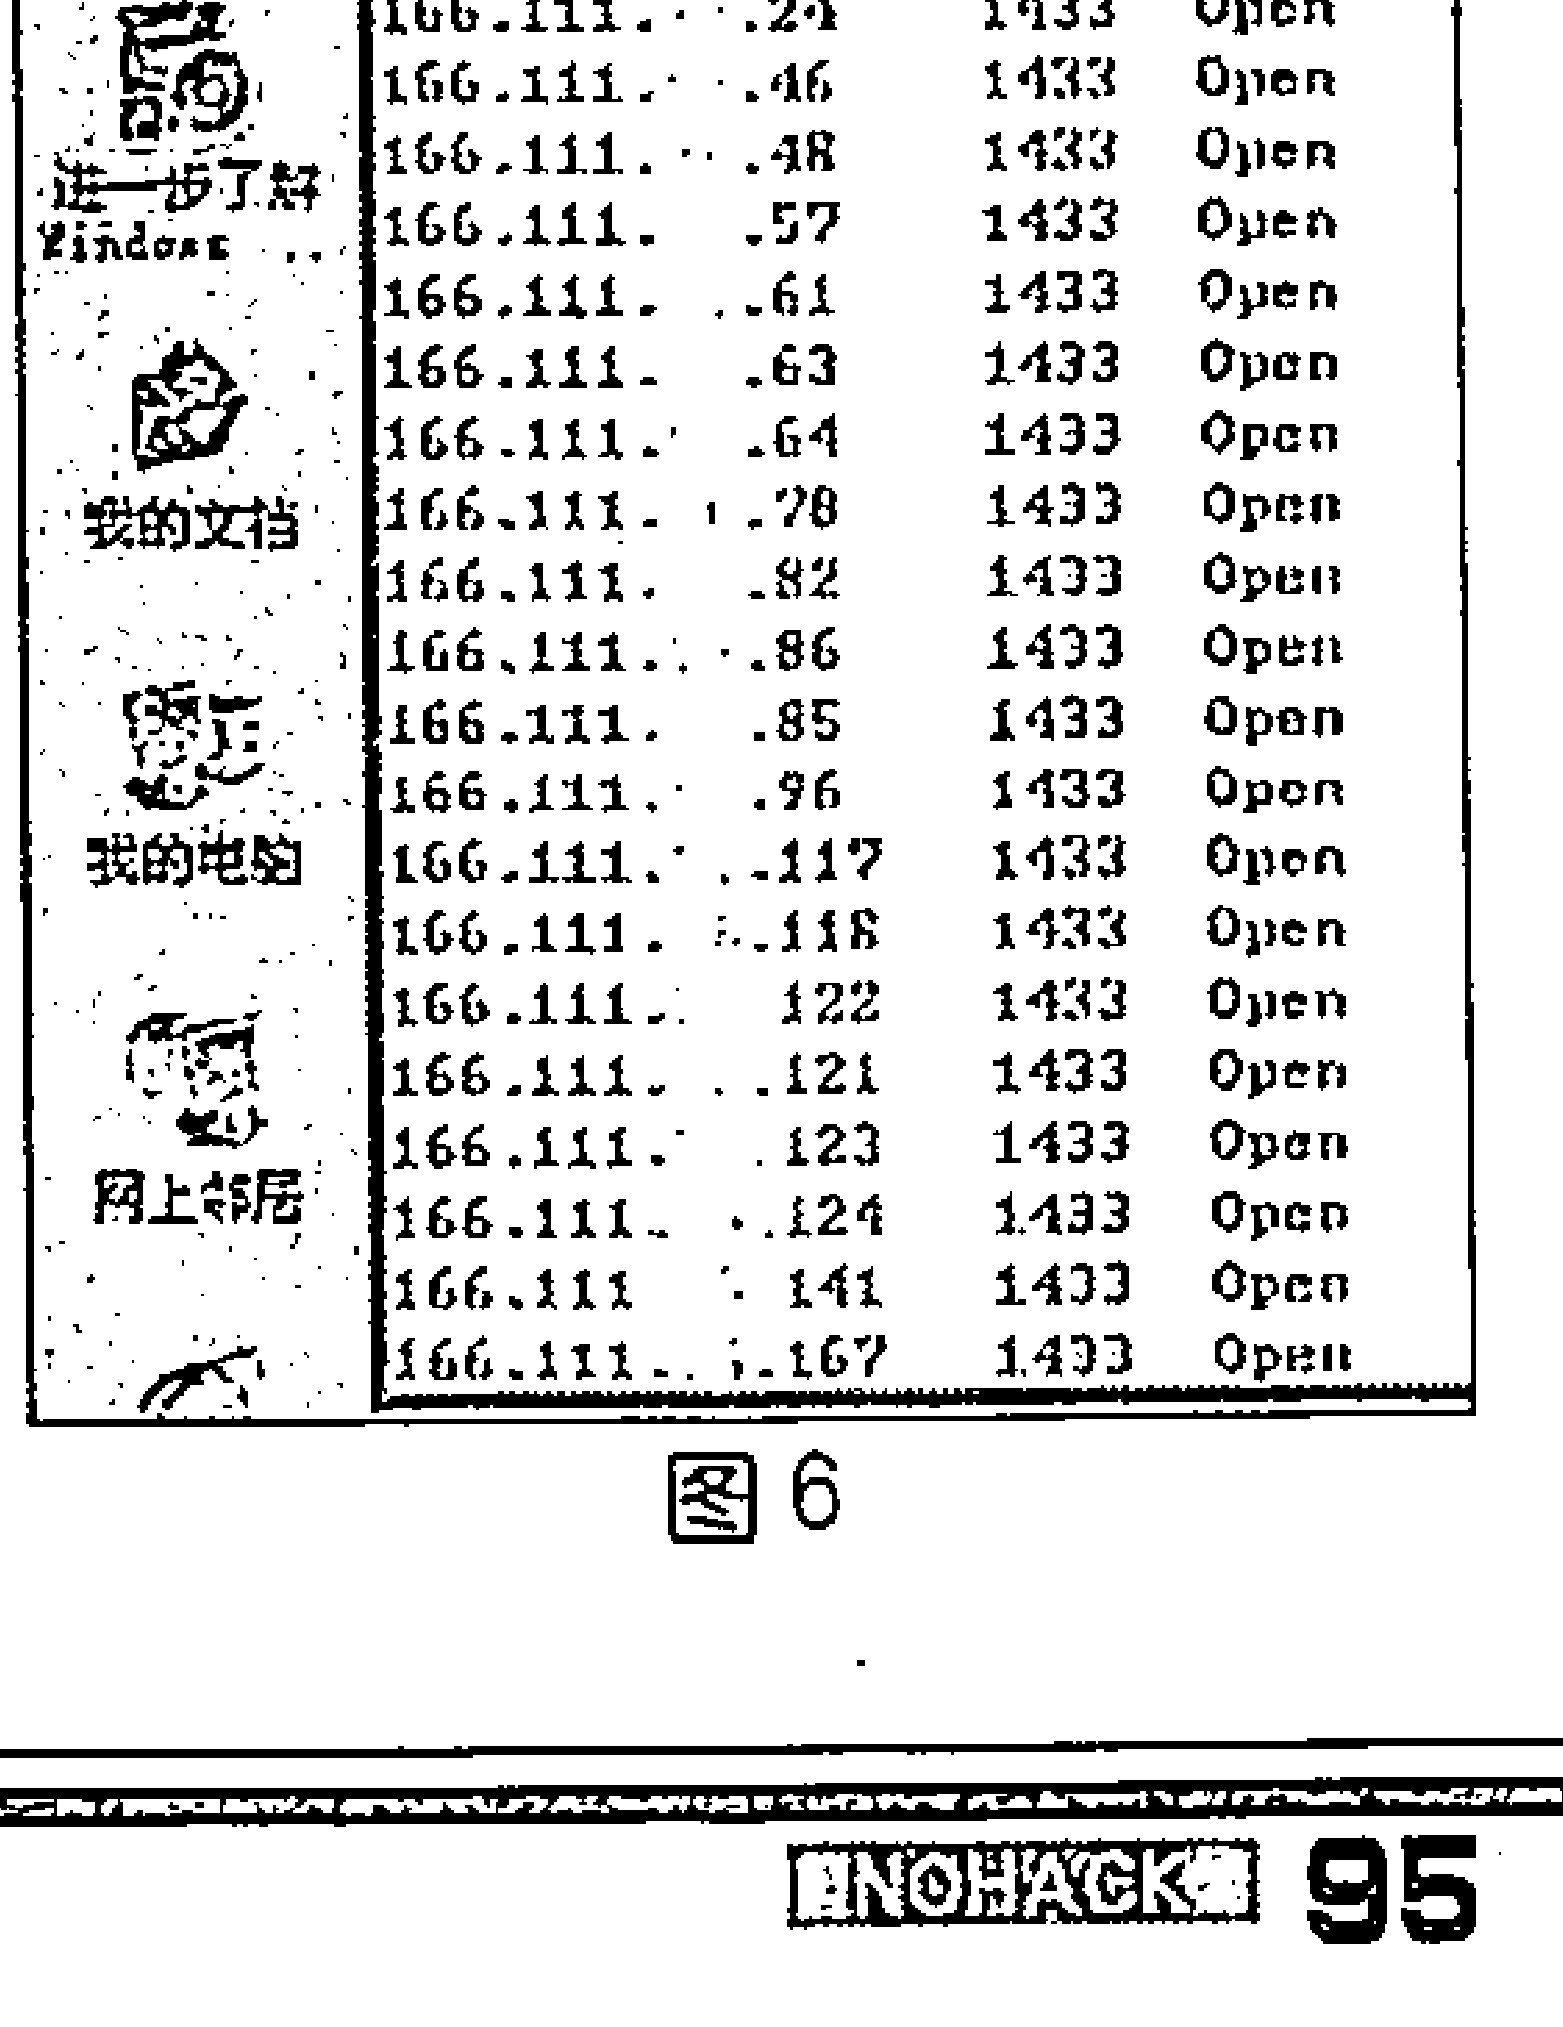 166.111. .24 1433 Open
166.111. .46 1433 Open
166.111. .48 1433 Open
进一步了好
Windows ..
166.111. .57 1433 Open
166.111. .61 1433 Open
166.111. .63 1433 Open
166.111. .64 1433 Open
我的文档
166.111. .78 1433 Open
166.111. .82 1433 Open
166.111. .86 1433 Open
166.111. .85 1433 Open
166.111. .96 1433 Open
我的电脑
166.111. .117 1433 Open
166.111. .118 1433 Open
166.111. 122 1433 Open
166.111. .121 1433 Open
166.111. .123 1433 Open
网上邻居
166.111. .124 1433 Open
166.111 141 1433 Open
166.111. .167 1433 Open
图6
NOHACK 95